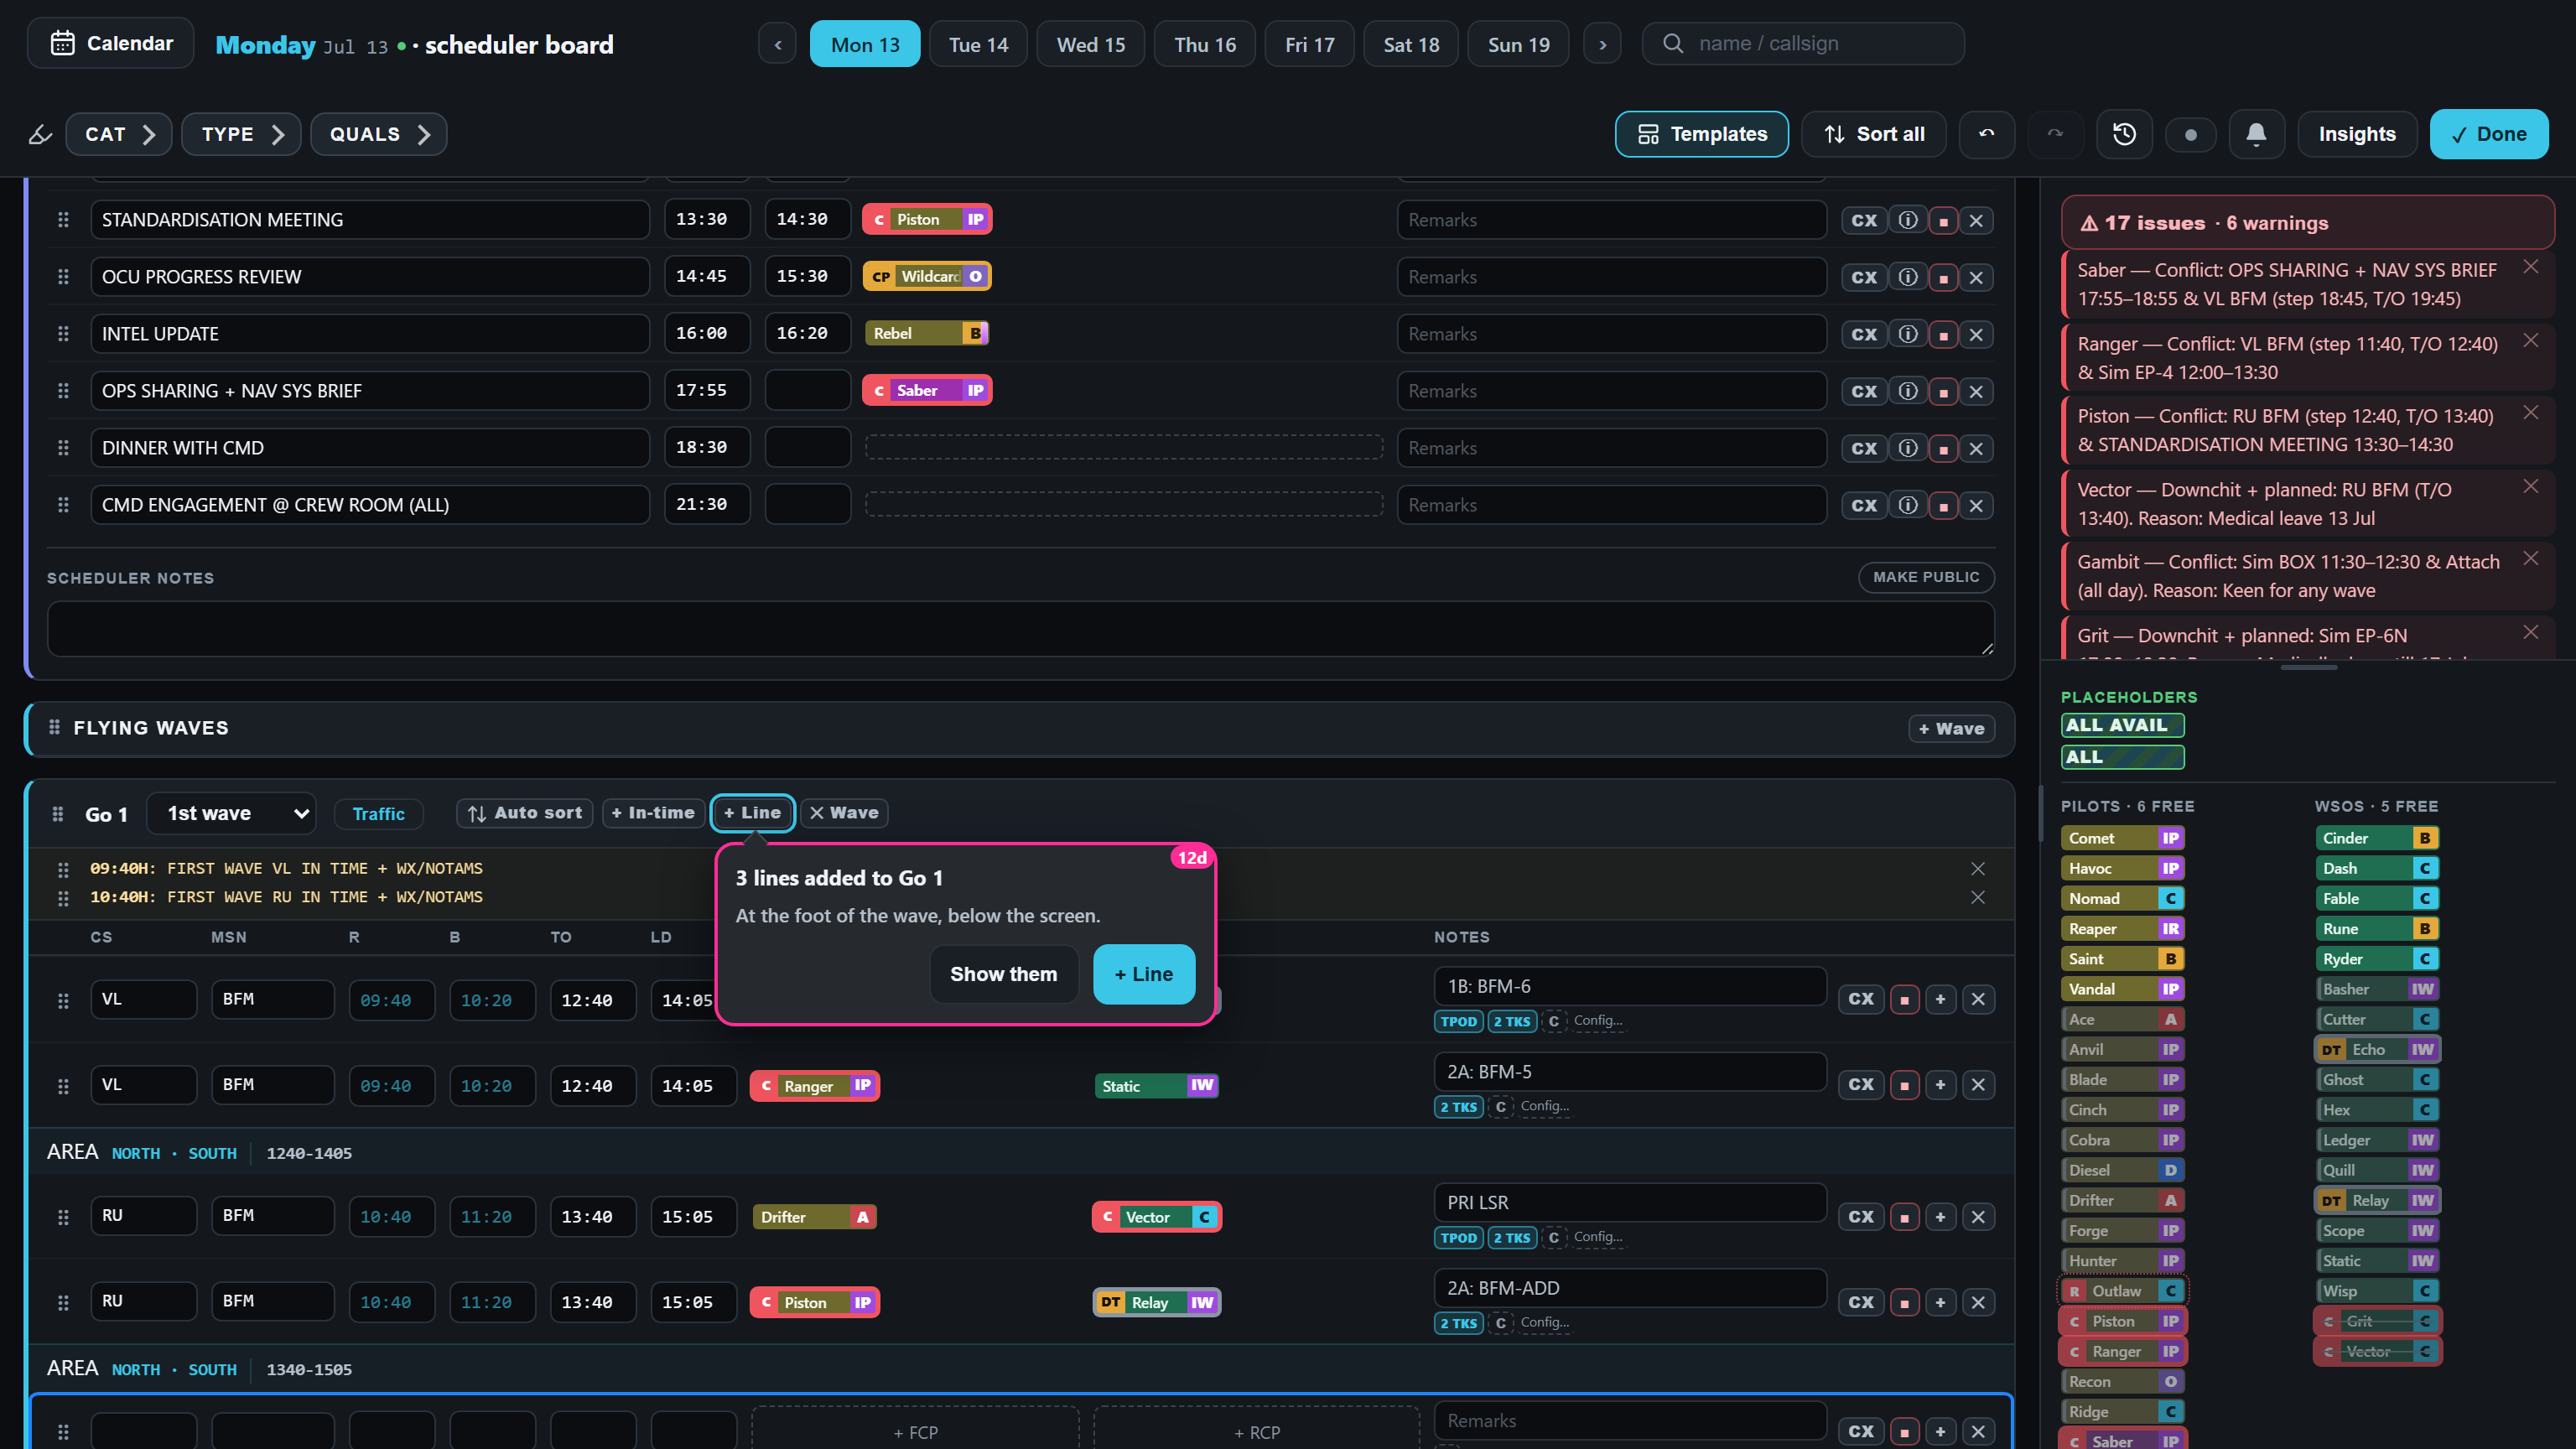 Calendar
Monday Jul 13 · scheduler board
Mon 13
Tue 14
Wed 15
Thu 16
Fri 17
Sat 18
Sun 19
name / callsign
CAT
TYPE
QUALS
Templates
Sort all
Insights
✓ Done
STANDARDISATION MEETING 13:30 14:30 C Piston IP Remarks CX
OCU PROGRESS REVIEW 14:45 15:30 CP Wildcard O Remarks CX
INTEL UPDATE 16:00 16:20 Rebel B Remarks CX
OPS SHARING + NAV SYS BRIEF 17:55 C Saber IP Remarks CX
DINNER WITH CMD 18:30 Remarks CX
CMD ENGAGEMENT @ CREW ROOM (ALL) 21:30 Remarks CX
SCHEDULER NOTES
MAKE PUBLIC
FLYING WAVES
+ Wave
Go 1 1st wave Traffic Auto sort + In-time + Line × Wave
09:40H: FIRST WAVE VL IN TIME + WX/NOTAMS
10:40H: FIRST WAVE RU IN TIME + WX/NOTAMS
CS MSN R B TO LD NOTES
12d
3 lines added to Go 1
At the foot of the wave, below the screen.
Show them
+ Line
VL BFM 09:40 10:20 12:40 14:05 1B: BFM-6 CX +
TPOD 2 TKS C Config...
VL BFM 09:40 10:20 12:40 14:05 C Ranger IP Static IW 2A: BFM-5 CX +
2 TKS C Config...
AREA NORTH · SOUTH 1240-1405
RU BFM 10:40 11:20 13:40 15:05 Drifter A C Vector C PRI LSR CX +
TPOD 2 TKS C Config...
RU BFM 10:40 11:20 13:40 15:05 C Piston IP DT Relay IW 2A: BFM-ADD CX +
2 TKS C Config...
AREA NORTH · SOUTH 1340-1505
+ FCP + RCP Remarks CX +
⚠ 17 issues · 6 warnings
Saber — Conflict: OPS SHARING + NAV SYS BRIEF
17:55–18:55 & VL BFM (step 18:45, T/O 19:45)
Ranger — Conflict: VL BFM (step 11:40, T/O 12:40)
& Sim EP-4 12:00–13:30
Piston — Conflict: RU BFM (step 12:40, T/O 13:40)
& STANDARDISATION MEETING 13:30–14:30
Vector — Downchit + planned: RU BFM (T/O
13:40). Reason: Medical leave 13 Jul
Gambit — Conflict: Sim BOX 11:30–12:30 & Attach
(all day). Reason: Keen for any wave
Grit — Downchit + planned: Sim EP-6N
PLACEHOLDERS
ALL AVAIL
ALL
PILOTS · 6 FREE
Comet IP
Havoc IP
Nomad C
Reaper IR
Saint B
Vandal IP
Ace A
Anvil IP
Blade IP
Cinch IP
Cobra IP
Diesel D
Drifter A
Forge IP
Hunter IP
R Outlaw C
C Piston IP
C Ranger IP
Recon O
Ridge C
C Saber IP
WSOS · 5 FREE
Cinder B
Dash C
Fable C
Rune B
Ryder C
Basher IW
Cutter C
DT Echo IW
Ghost C
Hex C
Ledger IW
Quill IW
DT Relay IW
Scope IW
Static IW
Wisp C
C Grit C
C Vector C